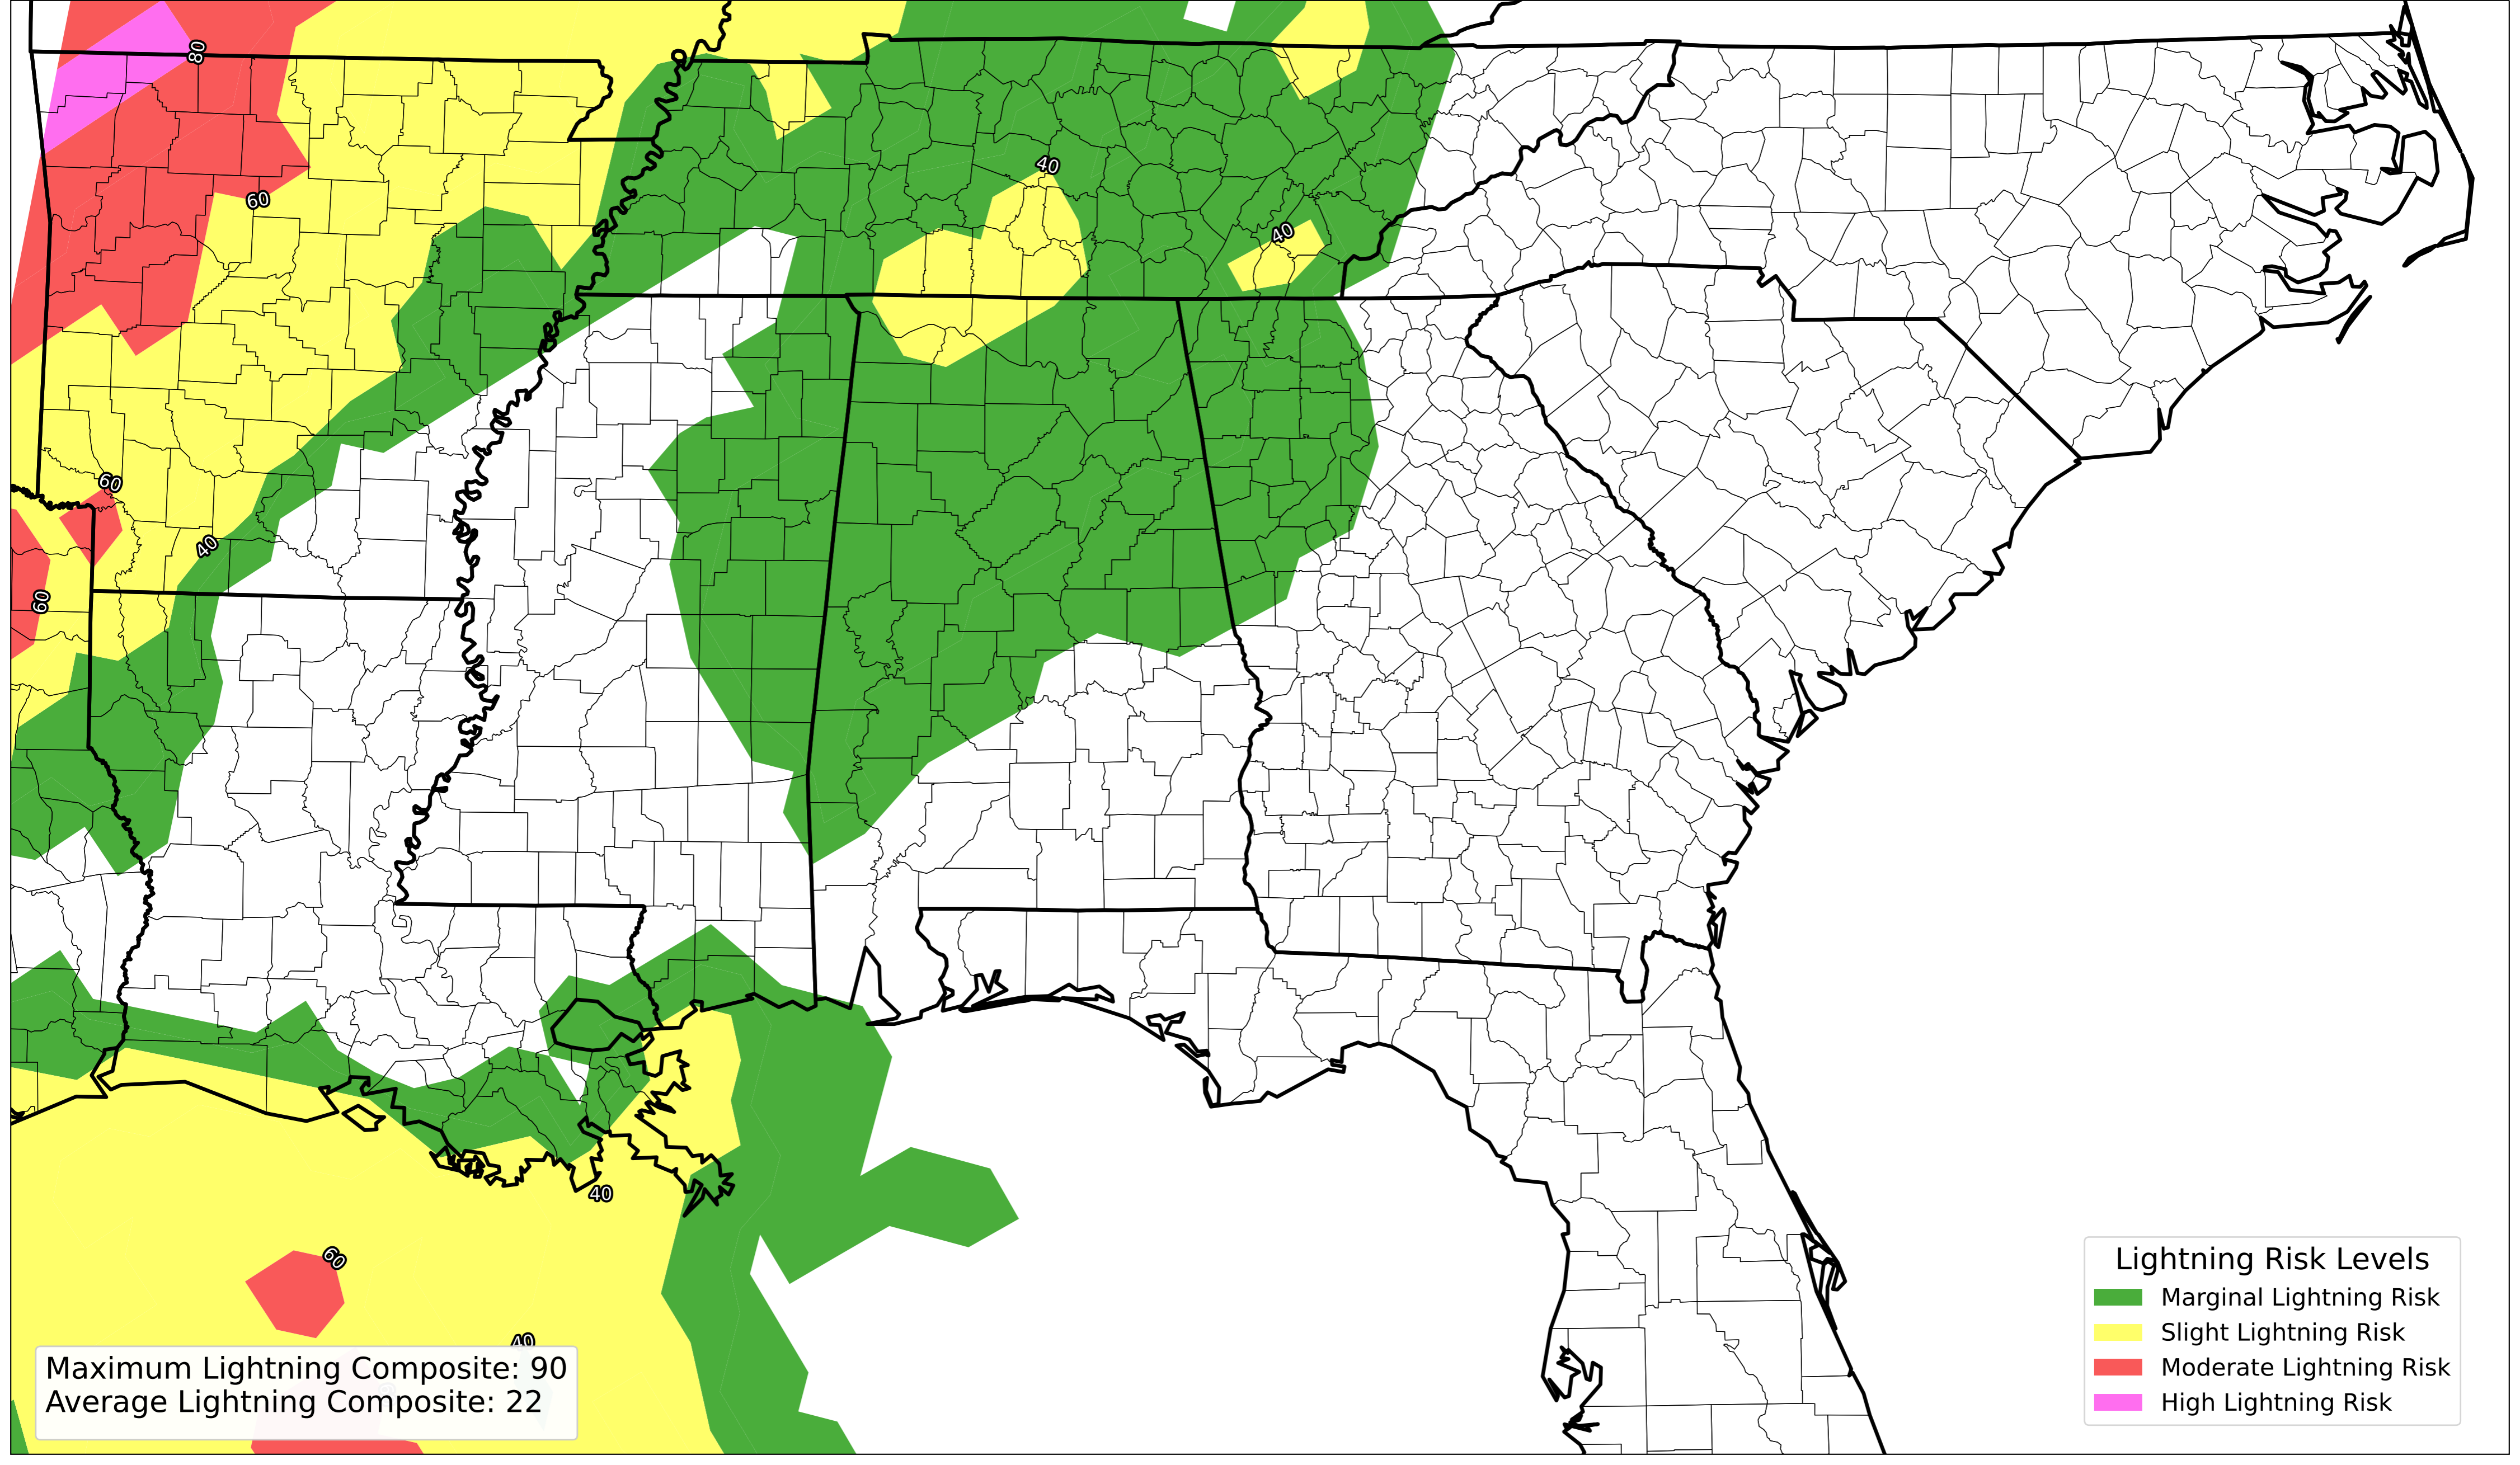 80
40
60
40
60
40
60
40
60
40
Maximum Lightning Composite: 90
Average Lightning Composite: 22
Lightning Risk Levels
Marginal Lightning Risk
Slight Lightning Risk
Moderate Lightning Risk
High Lightning Risk